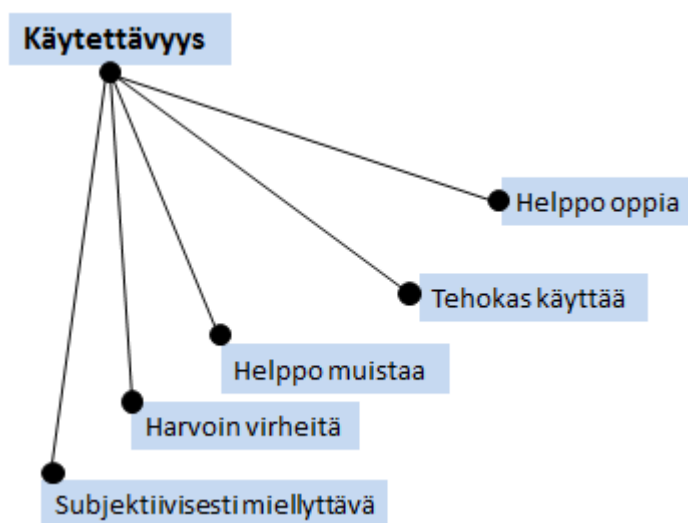 Käytettävyys
Helppo oppia
Tehokas käyttää
Helppo muistaa
Harvoin virheitä
Subjektiivisesti miellyttävä